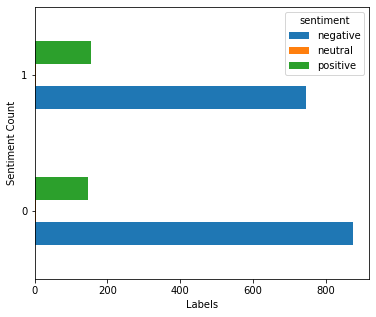 sentiment
negative
neutral
positive
1
0
Sentiment Count
0 200 400 600 800
Labels